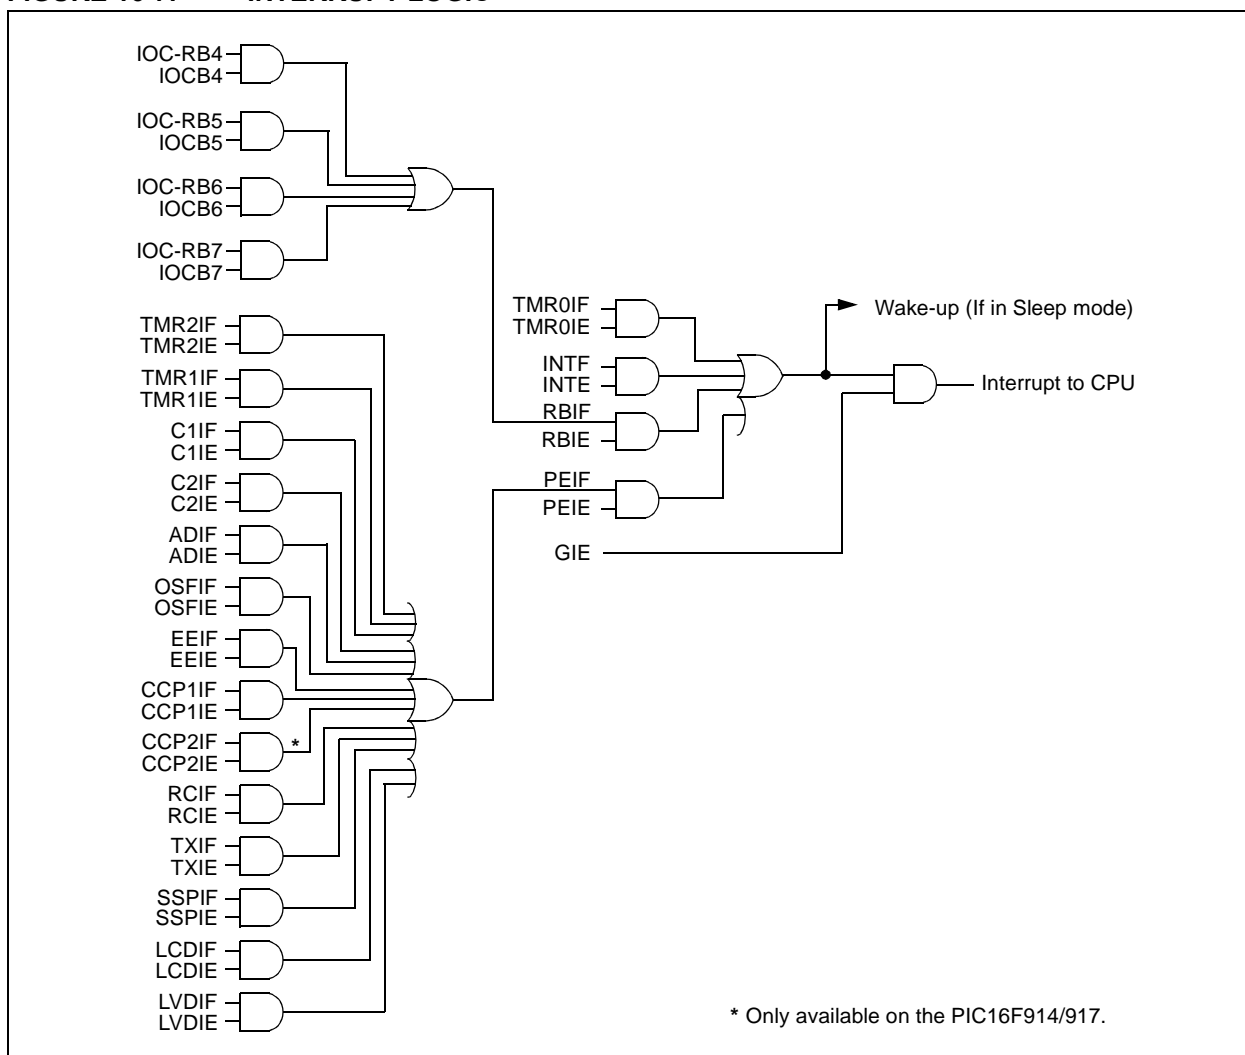 IOC-RB4
IOCB4
IOC-RB5
IOCB5
IOC-RB6
IOCB6
IOC-RB7
IOCB7
TMR2IF
TMR2IE
TMR1IF
TMR1IE
C1IF
C1IE
C2IF
C2IE
ADIF
ADIE
OSFIF
OSFIE
EEIF
EEIE
CCP1IF
CCP1IE
CCP2IF
*
CCP2IE
RCIF
RCIE
TXIF
TXIE
SSPIF
SSPIE
LCDIF
LCDIE
LVDIF
LVDIE
TMR0IF
TMR0IE
INTF
INTE
RBIF
RBIE
PEIF
PEIE
GIE
Wake-up (If in Sleep mode)
Interrupt to CPU
* Only available on the PIC16F914/917.